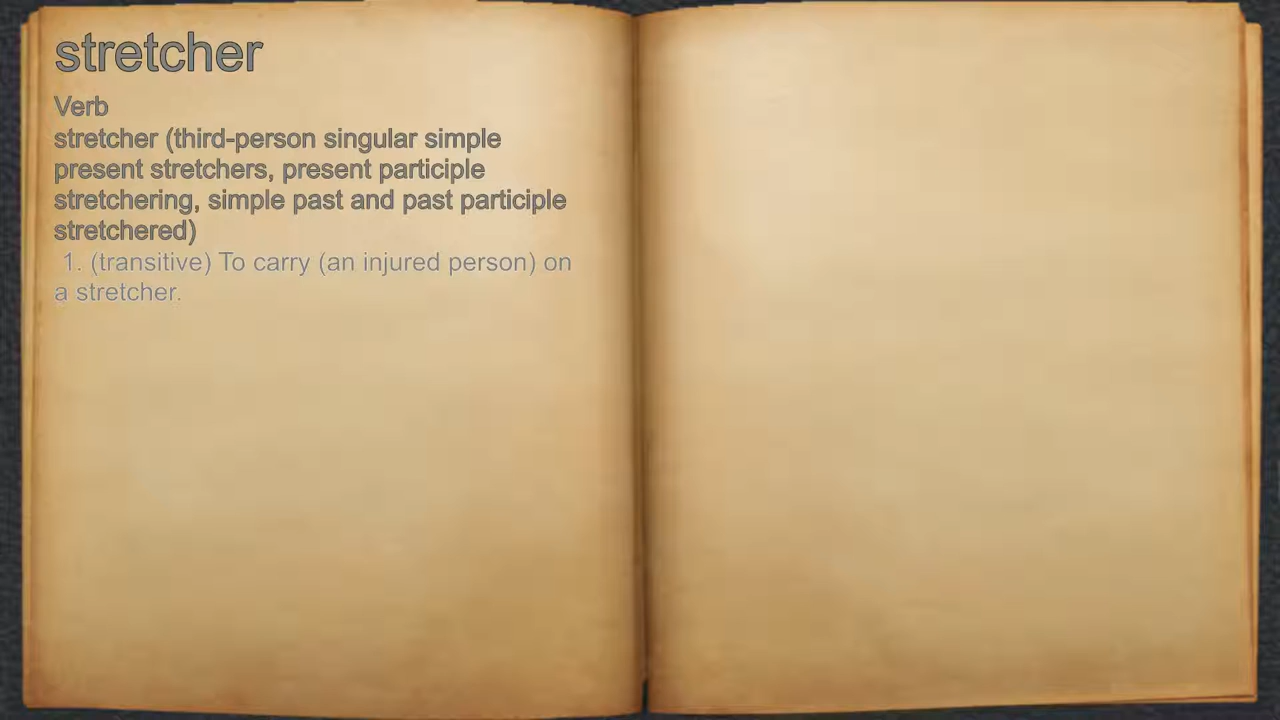 stretcher
Verb
stretcher (third-person singular simple
present stretchers, present participle
stretchering, simple past and past participle
stretchered)
1. (transitive) To carry (an injured person) on
a stretcher.